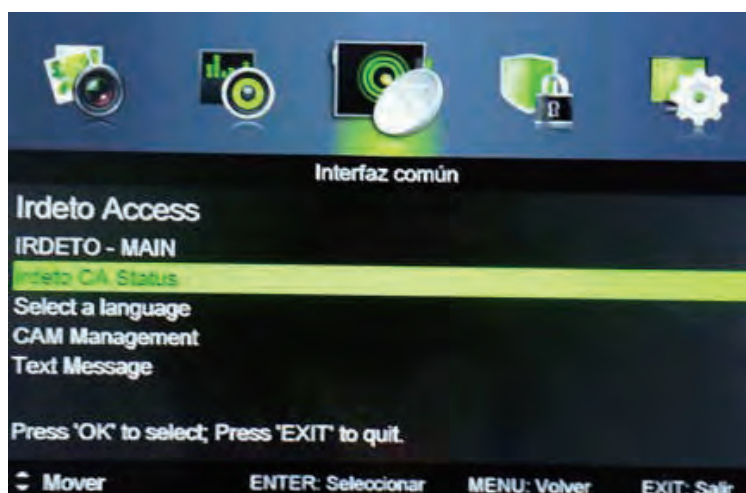 Interfaz común
Irdeto Access
IRDETO - MAIN
Irdeto CA Status
Select a language
CAM Management
Text Message
Press 'OK' to select; Press 'EXIT' to quit.
Mover ENTER: Seleccionar MENU: Volver EXIT: Salir